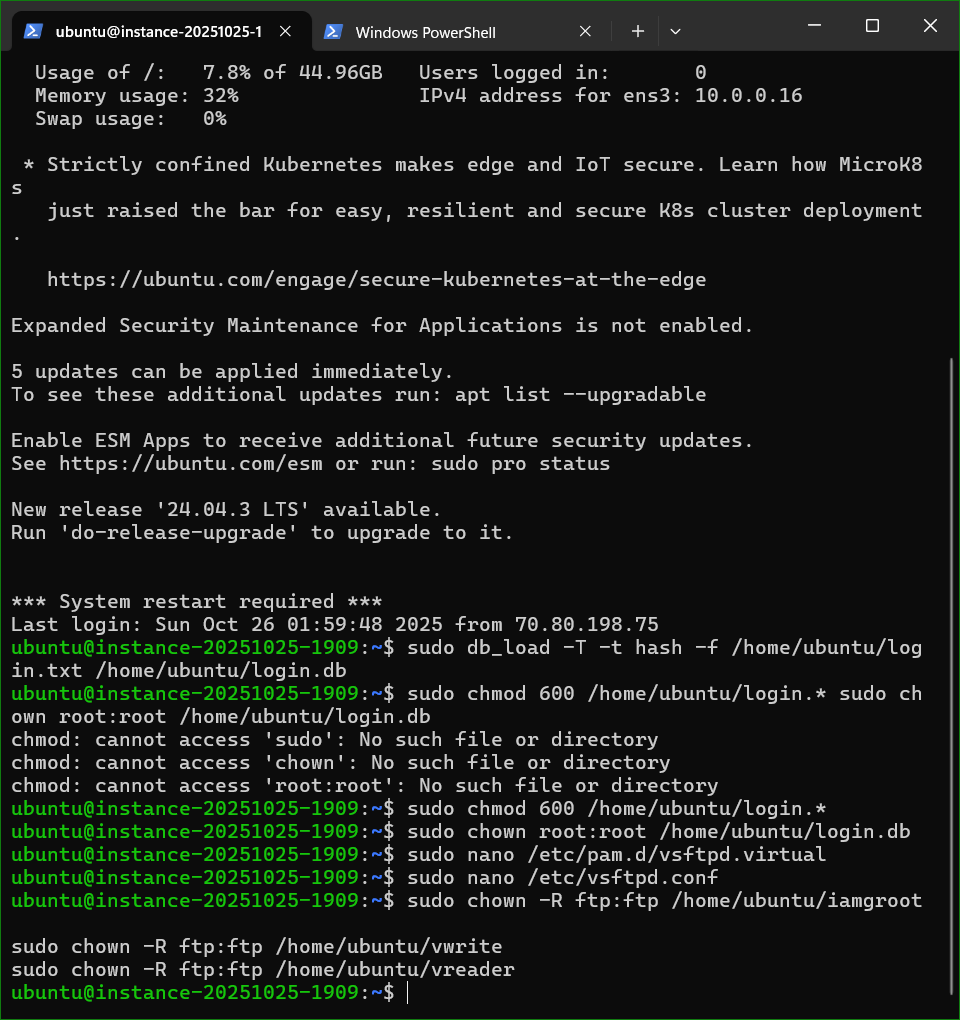 ubuntu@instance-20251025-1
Windows PowerShell
Usage of /:   7.8% of 44.96GB   Users logged in:       0
Memory usage: 32%               IPv4 address for ens3: 10.0.0.16
Swap usage:   0%
* Strictly confined Kubernetes makes edge and IoT secure. Learn how MicroK8
s
just raised the bar for easy, resilient and secure K8s cluster deployment
.
https://ubuntu.com/engage/secure-kubernetes-at-the-edge
Expanded Security Maintenance for Applications is not enabled.
5 updates can be applied immediately.
To see these additional updates run: apt list --upgradable
Enable ESM Apps to receive additional future security updates.
See https://ubuntu.com/esm or run: sudo pro status
New release '24.04.3 LTS' available.
Run 'do-release-upgrade' to upgrade to it.
*** System restart required ***
Last login: Sun Oct 26 01:59:48 2025 from 70.80.198.75
ubuntu@instance-20251025-1909:~$ sudo db_load -T -t hash -f /home/ubuntu/log
in.txt /home/ubuntu/login.db
ubuntu@instance-20251025-1909:~$ sudo chmod 600 /home/ubuntu/login.* sudo ch
own root:root /home/ubuntu/login.db
chmod: cannot access 'sudo': No such file or directory
chmod: cannot access 'chown': No such file or directory
chmod: cannot access 'root:root': No such file or directory
ubuntu@instance-20251025-1909:~$ sudo chmod 600 /home/ubuntu/login.*
ubuntu@instance-20251025-1909:~$ sudo chown root:root /home/ubuntu/login.db
ubuntu@instance-20251025-1909:~$ sudo nano /etc/pam.d/vsftpd.virtual
ubuntu@instance-20251025-1909:~$ sudo nano /etc/vsftpd.conf
ubuntu@instance-20251025-1909:~$ sudo chown -R ftp:ftp /home/ubuntu/iamgroot
sudo chown -R ftp:ftp /home/ubuntu/vwrite
sudo chown -R ftp:ftp /home/ubuntu/vreader
ubuntu@instance-20251025-1909:~$